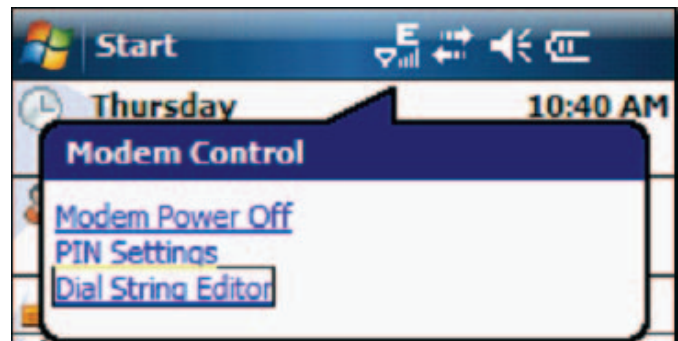 Start
E
Thursday 10:40 AM
Modem Control
Modem Power Off
PIN Settings
Dial String Editor